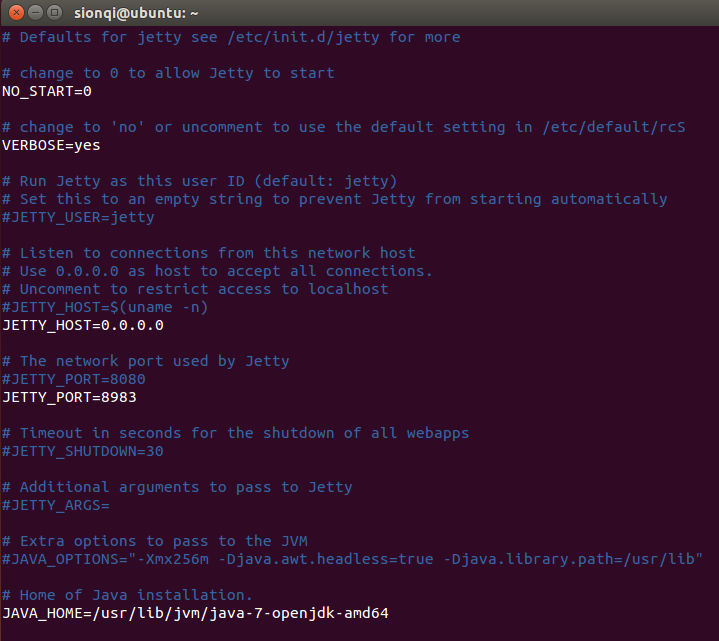 sionqi@ubuntu: ~
# Defaults for jetty see /etc/init.d/jetty for more
# change to 0 to allow Jetty to start
NO_START=0
# change to 'no' or uncomment to use the default setting in /etc/default/rcS
VERBOSE=yes
# Run Jetty as this user ID (default: jetty)
# Set this to an empty string to prevent Jetty from starting automatically
#JETTY_USER=jetty
# Listen to connections from this network host
# Use 0.0.0.0 as host to accept all connections.
# Uncomment to restrict access to localhost
#JETTY_HOST=$(uname -n)
JETTY_HOST=0.0.0.0
# The network port used by Jetty
#JETTY_PORT=8080
JETTY_PORT=8983
# Timeout in seconds for the shutdown of all webapps
#JETTY_SHUTDOWN=30
# Additional arguments to pass to Jetty
#JETTY_ARGS=
# Extra options to pass to the JVM
#JAVA_OPTIONS="-Xmx256m -Djava.awt.headless=true -Djava.library.path=/usr/lib"
# Home of Java installation.
JAVA_HOME=/usr/lib/jvm/java-7-openjdk-amd64